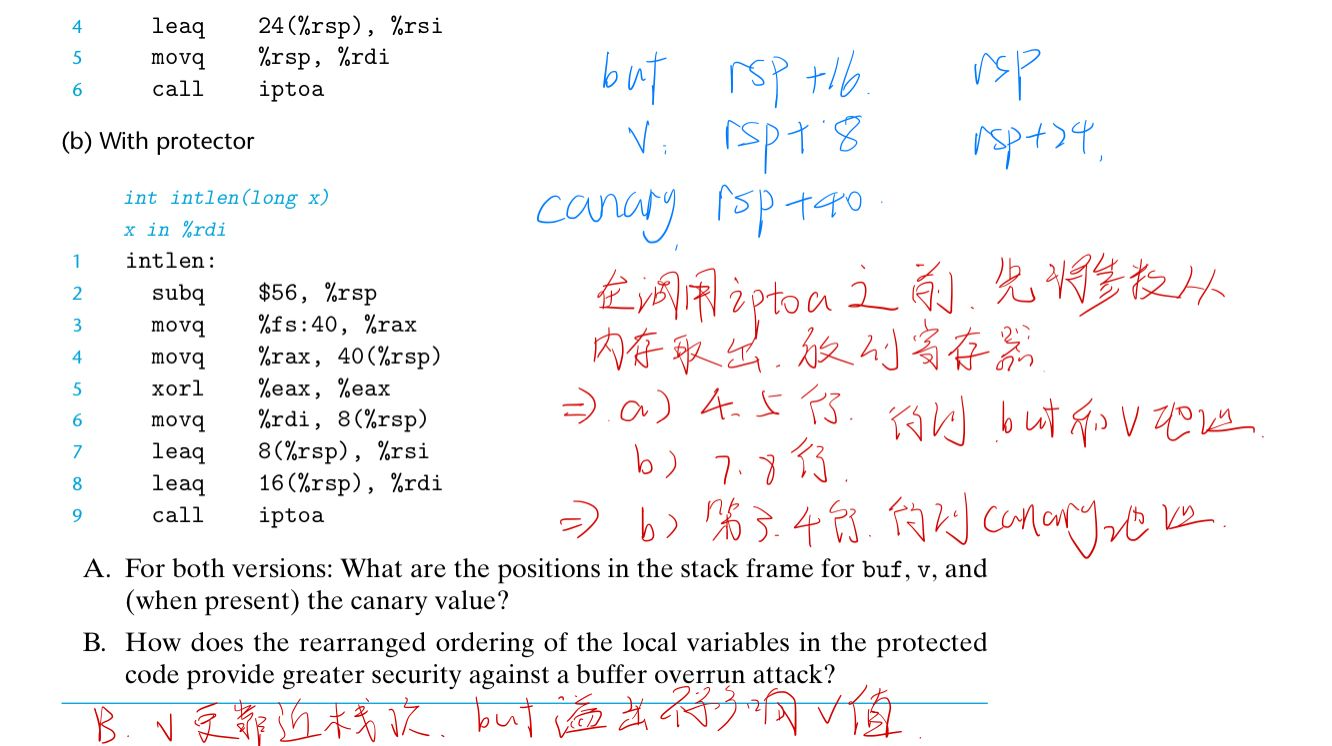 4 leaq 24(%rsp), %rsi
5 movq %rsp, %rdi
6 call iptoa
buf rsp+16. rsp
v. rsp+8 rsp+24,
canary rsp+40
(b) With protector
int intlen(long x)
x in %rdi
1 intlen:
2 subq $56, %rsp
3 movq %fs:40, %rax
4 movq %rax, 40(%rsp)
5 xorl %eax, %eax
6 movq %rdi, 8(%rsp)
7 leaq 8(%rsp), %rsi
8 leaq 16(%rsp), %rdi
9 call iptoa
在调用iptoa之前. 先将参数从
内存取出. 放到寄存器
⇒ a) 4.5行. 得到 buf和v地址.
b) 7.8行.
⇒ b) 第3.4行. 得到canary地址.
A. For both versions: What are the positions in the stack frame for buf, v, and
(when present) the canary value?
B. How does the rearranged ordering of the local variables in the protected
code provide greater security against a buffer overrun attack?
B. v更靠近栈顶. buf溢出不影响v值.